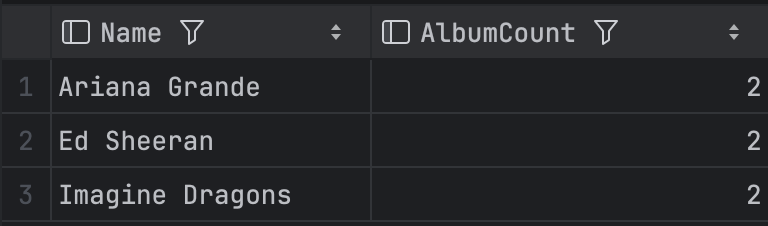 Name AlbumCount
1 Ariana Grande 2
2 Ed Sheeran 2
3 Imagine Dragons 2